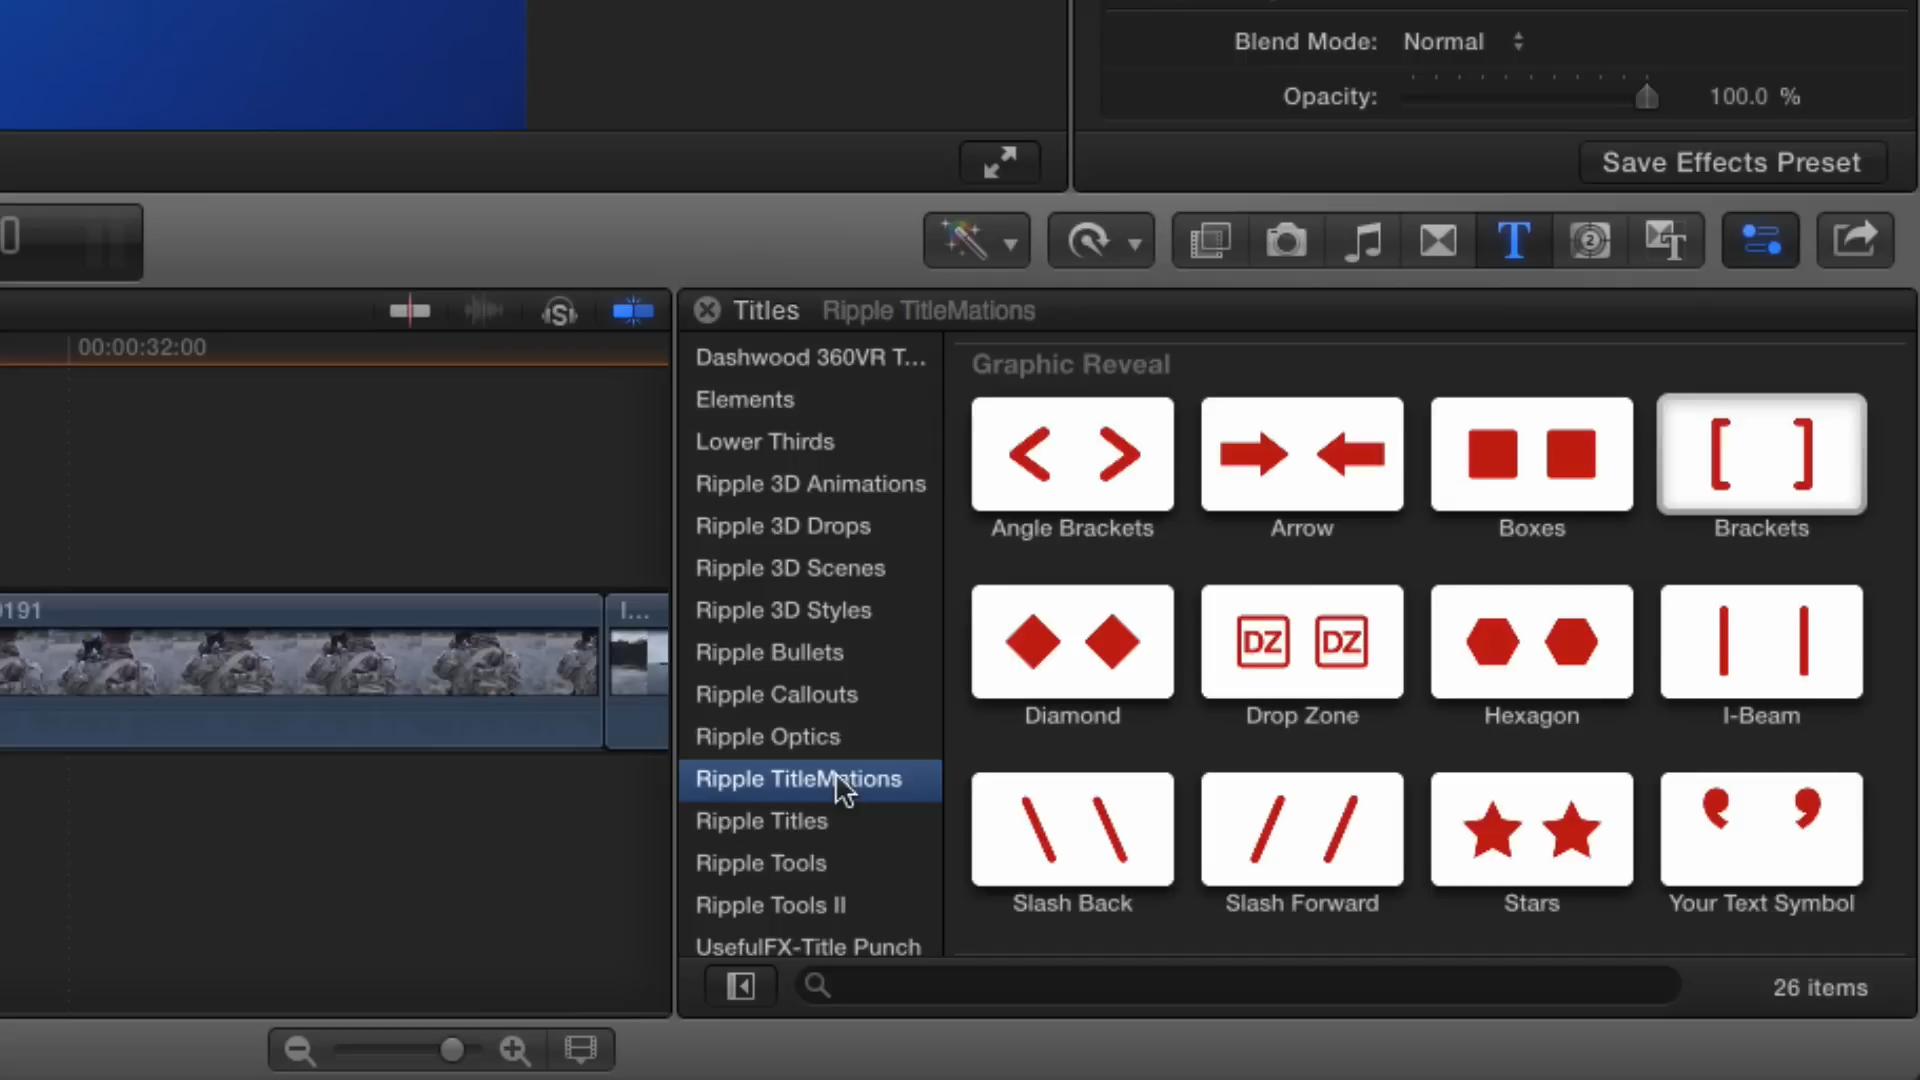 Blend Mode: Normal
Opacity: 100.0 %
Save Effects Preset
0
T
2
T
S
Titles Ripple TitleMations
00:00:32:00
Dashwood 360VR T...
Elements
Lower Thirds
Ripple 3D Animations
Ripple 3D Drops
Ripple 3D Scenes
Ripple 3D Styles
Ripple Bullets
Ripple Callouts
Ripple Optics
Ripple TitleMations
Ripple Titles
Ripple Tools
Ripple Tools II
UsefulFX-Title Punch
Graphic Reveal
< >
Angle Brackets
Arrow
Boxes
[ ]
Brackets
Diamond
DZ DZ
Drop Zone
Hexagon
| |
I-Beam
\ \
Slash Back
/ /
Slash Forward
Stars
Your Text Symbol
0191
I...
26 items